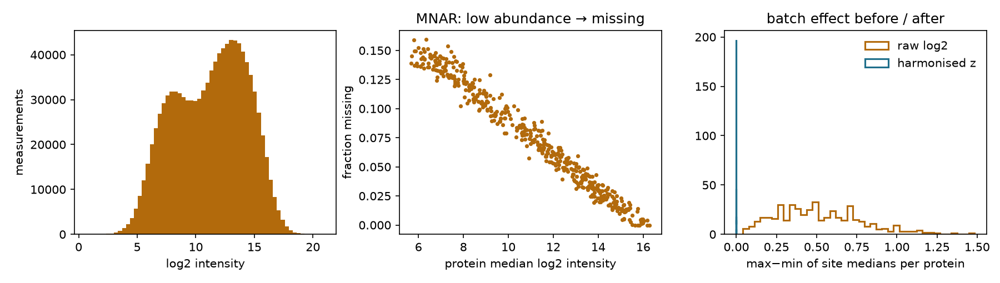 measurements
40000
30000
20000
10000
0
0 5 10 15 20
log2 intensity
MNAR: low abundance → missing
fraction missing
0.150
0.125
0.100
0.075
0.050
0.025
0.000
6 8 10 12 14 16
protein median log2 intensity
batch effect before / after
200
150
100
50
0
raw log2
harmonised z
0.00 0.25 0.50 0.75 1.00 1.25 1.50
max−min of site medians per protein